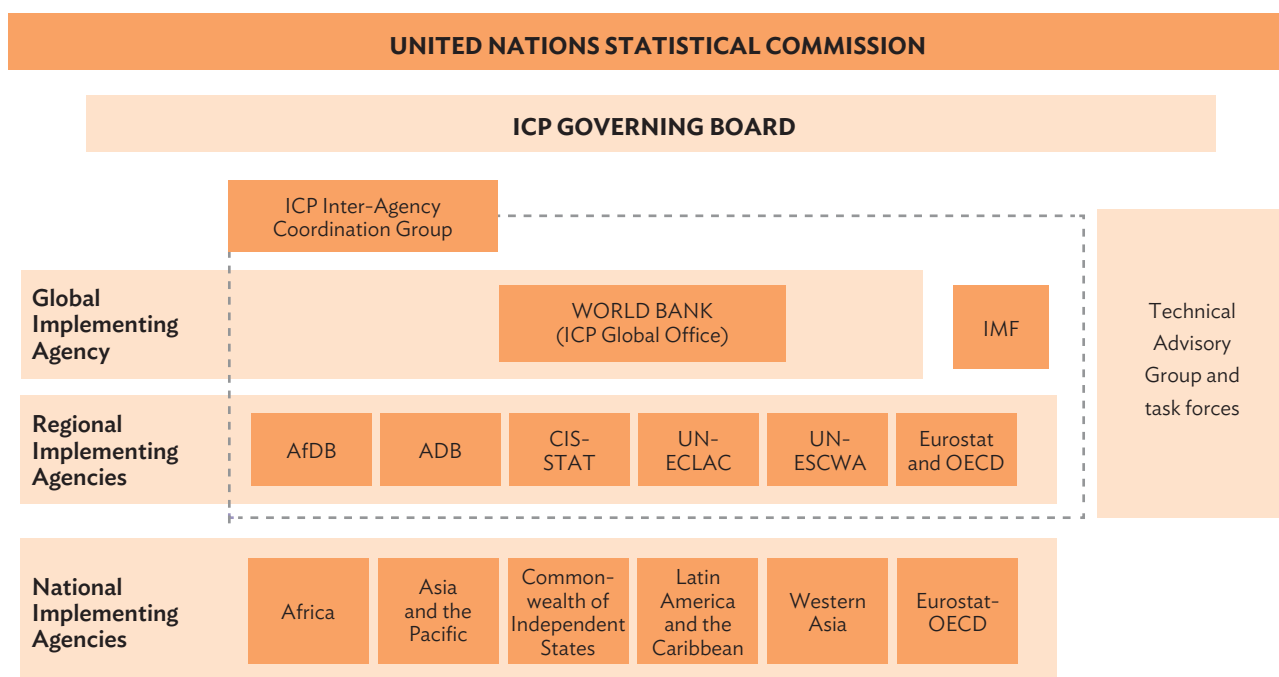 UNITED NATIONS STATISTICAL COMMISSION
ICP GOVERNING BOARD
ICP Inter-Agency
Coordination Group
Global
Implementing
Agency
WORLD BANK
(ICP Global Office)
IMF
Technical
Advisory
Group and
task forces
Regional
Implementing
Agencies
AfDB
ADB
CIS-
STAT
UN-
ECLAC
UN-
ESCWA
Eurostat
and OECD
National
Implementing
Agencies
Africa
Asia
and the
Pacific
Common-
wealth of
Independent
States
Latin
America
and the
Caribbean
Western
Asia
Eurostat-
OECD